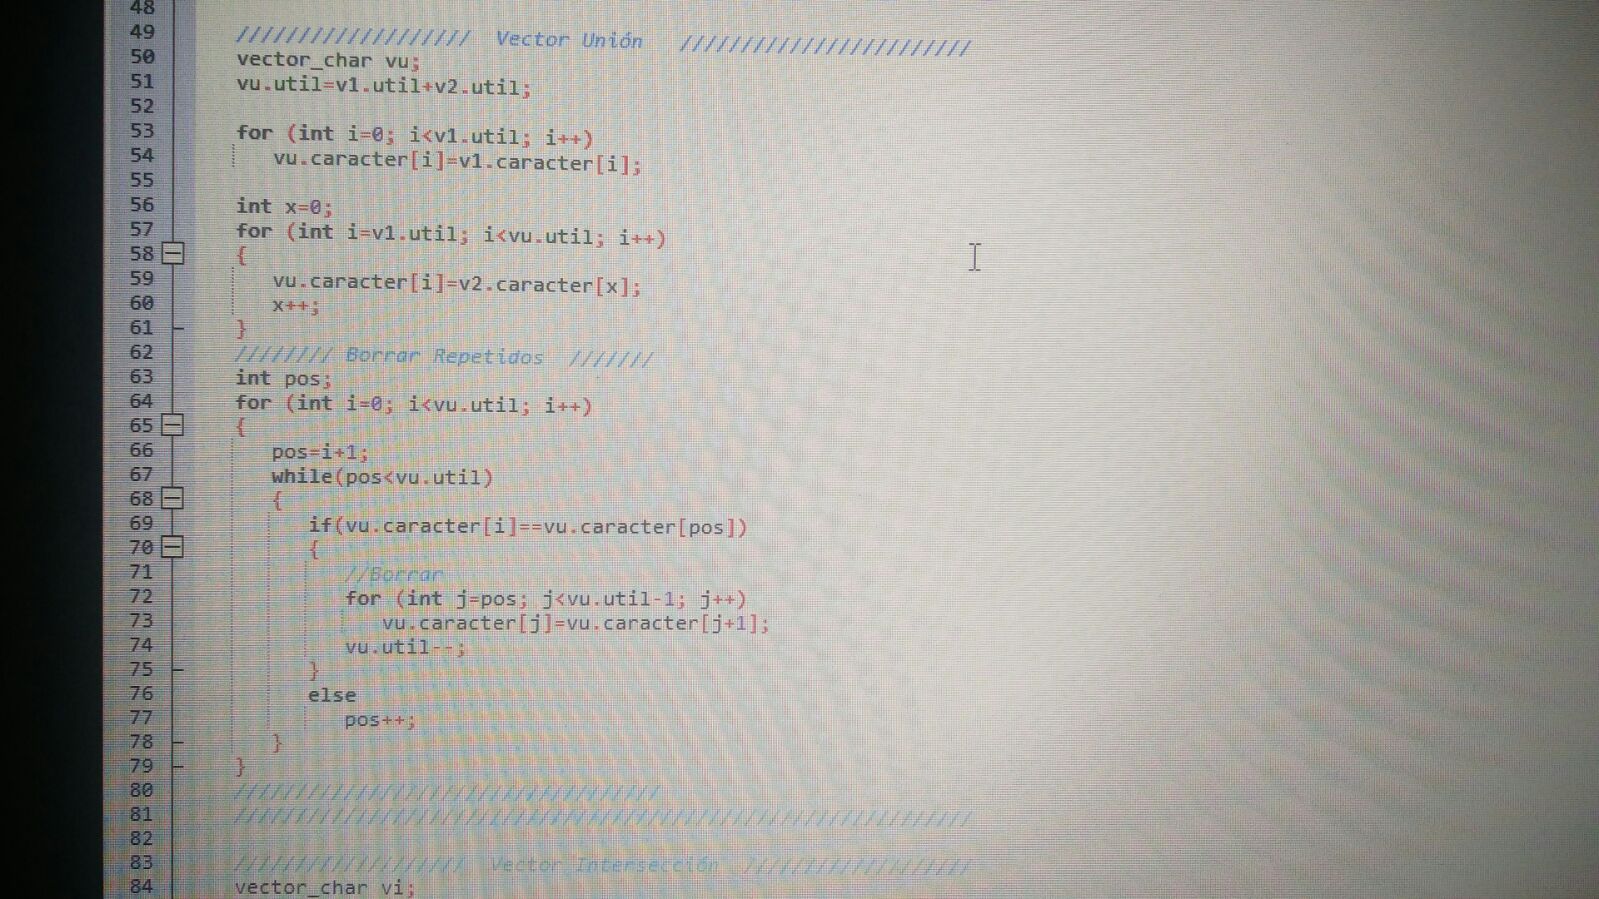 48
49 /////////////////// Vector Unión ////////////////////////
50 vector_char vu;
51 vu.util=v1.util+v2.util;
52
53 for (int i=0; i<v1.util; i++)
54 vu.caracter[i]=v1.caracter[i];
55
56 int x=0;
57 for (int i=v1.util; i<vu.util; i++)
58 {
59 vu.caracter[i]=v2.caracter[x];
60 x++;
61 }
62 //////// Borrar Repetidos ///////
63 int pos;
64 for (int i=0; i<vu.util; i++)
65 {
66 pos=i+1;
67 while(pos<vu.util)
68 {
69 if(vu.caracter[i]==vu.caracter[pos])
70 {
71 //Borrar
72 for (int j=pos; j<vu.util-1; j++)
73 vu.caracter[j]=vu.caracter[j+1];
74 vu.util--;
75 }
76 else
77 pos++;
78 }
79 }
80 ///////////////////////////////////
81 ////////////////////////////////////////////////////////////
82
83 /////////////////// Vector Intersección ///////////////////
84 vector_char vi;